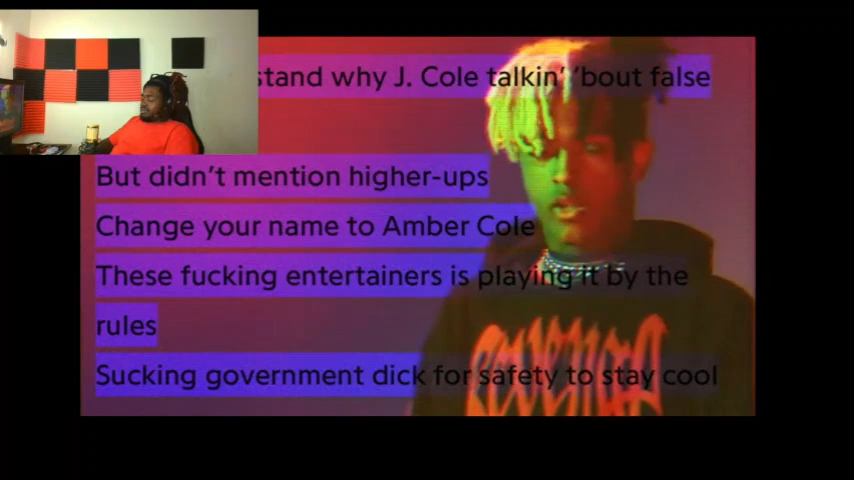 stand why J. Cole talkin' 'bout false
But didn't mention higher-ups
Change your name to Amber Cole
These fucking entertainers is playing it by the
rules
Sucking government dick for safety to stay cool